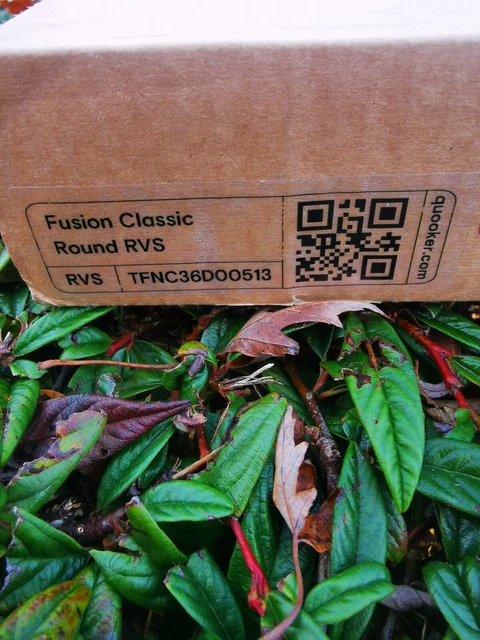 Fusion Classic
Round RVS
RVS TFNC36D00513
quooker.com